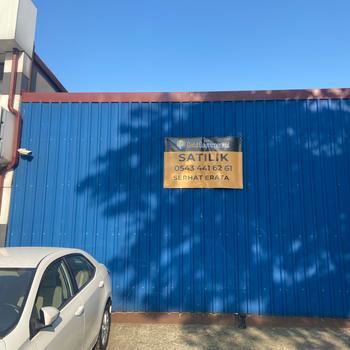 SATILIK
0543 441 62 61
SERHAT ERATA